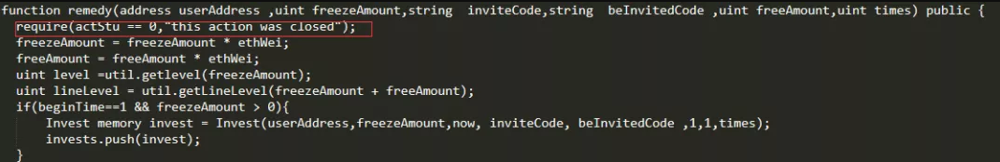 function remedy(address userAddress ,uint freezeAmount,string  inviteCode,string  beInvitedCode ,uint freeAmount,uint times) public {
require(actStu == 0,"this action was closed");
freezeAmount = freezeAmount * ethWei;
freeAmount = freeAmount * ethWei;
uint level =util.getlevel(freezeAmount);
uint lineLevel = util.getLineLevel(freezeAmount + freeAmount);
if(beginTime==1 && freezeAmount > 0){
Invest memory invest = Invest(userAddress,freezeAmount,now, inviteCode, beInvitedCode ,1,1,times);
invests.push(invest);
}